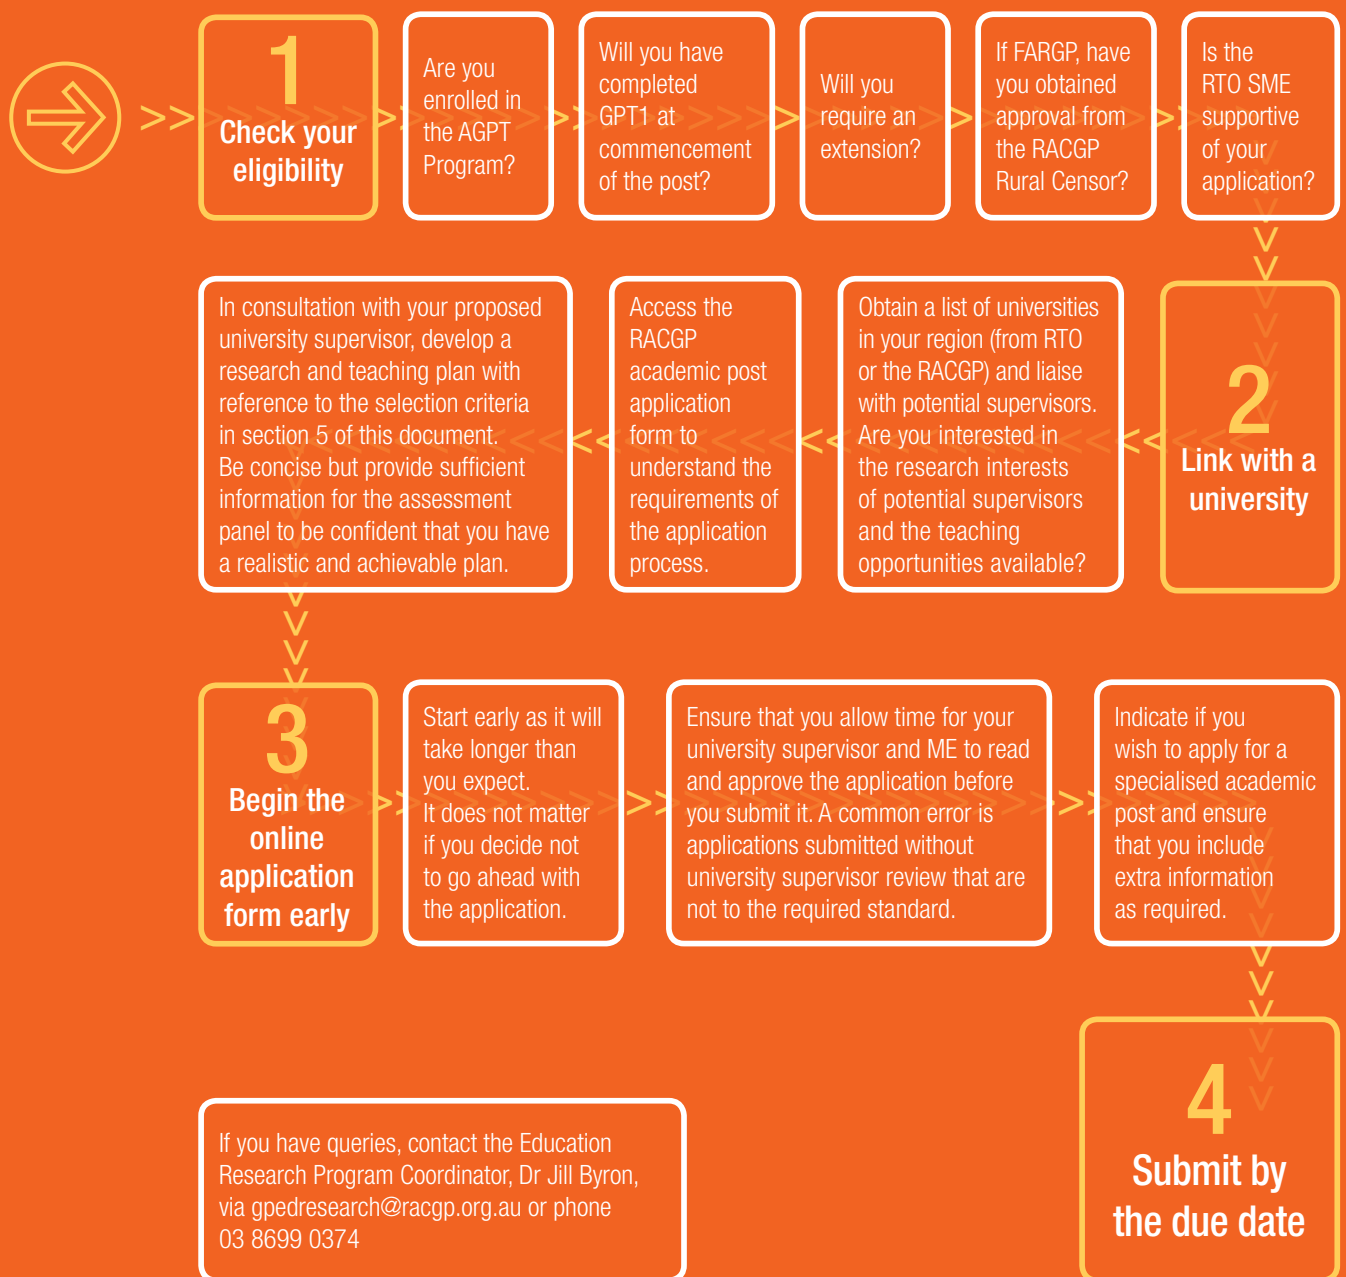 1
Check your
eligibility
Are you
enrolled in
the AGPT
Program?
Will you have
completed
GPT1 at
commencement
of the post?
Will you
require an
extension?
If FARGP, have
you obtained
approval from
the RACGP
Rural Censor?
Is the
RTO SME
supportive
of your
application?
2
Link with a
university
Obtain a list of universities
in your region (from RTO
or the RACGP) and liaise
with potential supervisors.
Are you interested in
the research interests
of potential supervisors
and the teaching
opportunities available?
Access the
RACGP
academic post
application
form to
understand the
requirements of
the application
process.
In consultation with your proposed
university supervisor, develop a
research and teaching plan with
reference to the selection criteria
in section 5 of this document.
Be concise but provide sufficient
information for the assessment
panel to be confident that you have
a realistic and achievable plan.
3
Begin the
online
application
form early
Start early as it will
take longer than
you expect.
It does not matter
if you decide not
to go ahead with
the application.
Ensure that you allow time for your
university supervisor and ME to read
and approve the application before
you submit it. A common error is
applications submitted without
university supervisor review that are
not to the required standard.
Indicate if you
wish to apply for a
specialised academic
post and ensure
that you include
extra information
as required.
4
Submit by
the due date
If you have queries, contact the Education
Research Program Coordinator, Dr Jill Byron,
via gpedresearch@racgp.org.au or phone
03 8699 0374